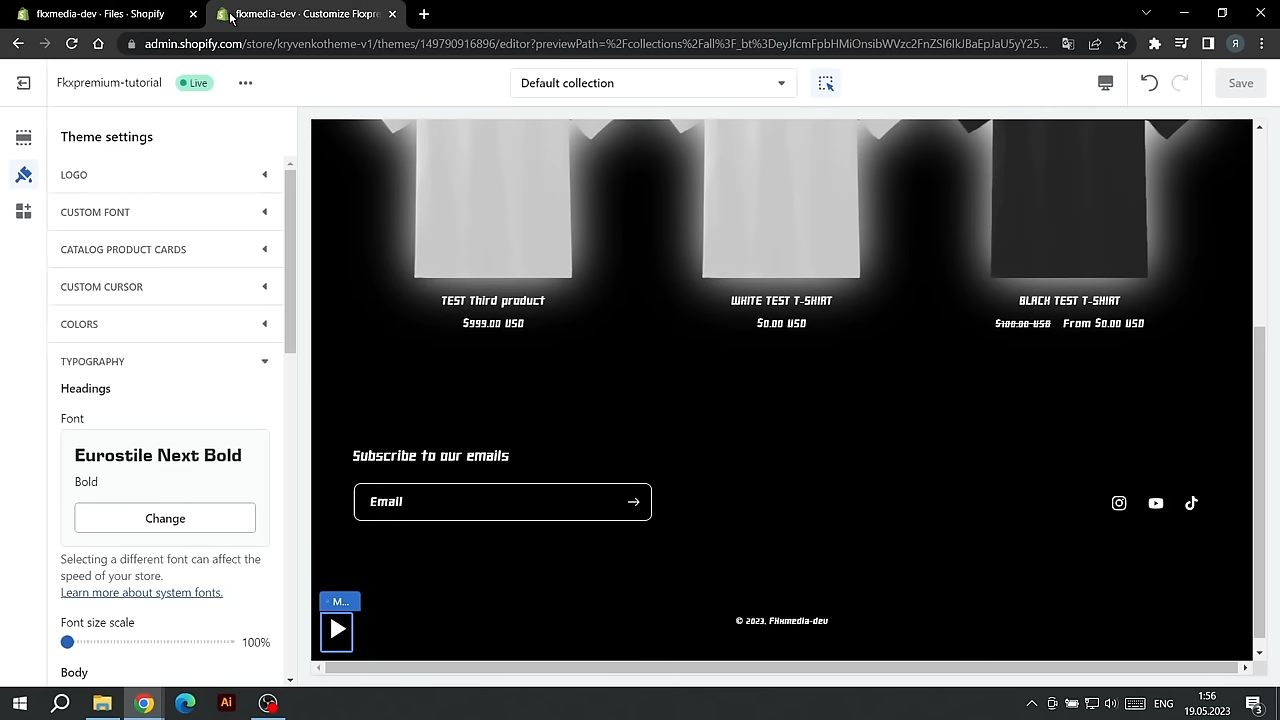 flxmedia-dev · Files · Shopify
flxmedia-dev · Customize Fkxpre
admin.shopify.com/store/kryvenkotheme-v1/themes/149790916896/editor?previewPath=%2Fcollections%2Fall%3F_bt%3DeyJfcmFpbHMiOnsibWVzc2FnZSI6IkJBaEpJaU5yY25...
Я
Fkxpremium-tutorial
Live
Default collection
Save
Theme settings
LOGO
CUSTOM FONT
CATALOG PRODUCT CARDS
CUSTOM CURSOR
COLORS
TYPOGRAPHY
Headings
Font
Eurostile Next Bold
Bold
Change
Selecting a different font can affect the
speed of your store.
Learn more about system fonts.
Font size scale
100%
Body
TEST Third product
$999.00 USD
WHITE TEST T-SHIRT
$0.00 USD
BLACK TEST T-SHIRT
$100.00 USD From $0.00 USD
Subscribe to our emails
Email
M...
© 2023, Flxmedia-dev
Ai
ENG
1:56
19.05.2023
3